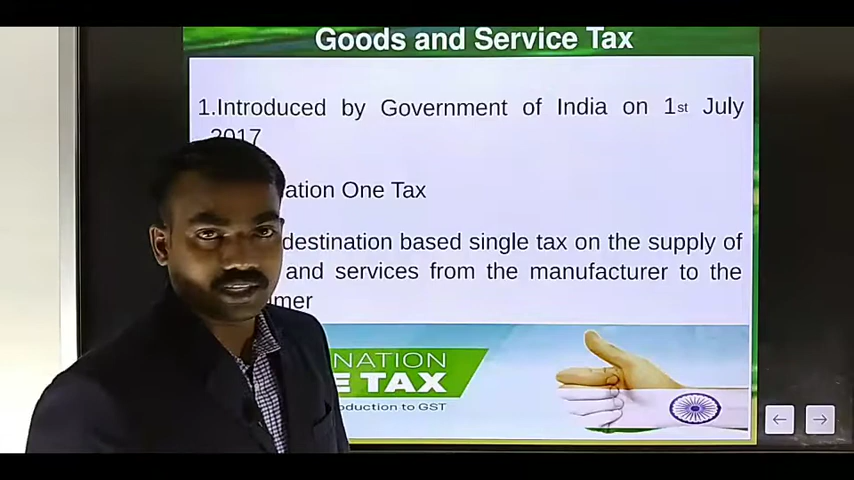 Goods and Service Tax
1.Introduced by Government of India on 1st July
2017
ation One Tax
destination based single tax on the supply of
and services from the manufacturer to the
mer
NATION
E TAX
oduction to GST